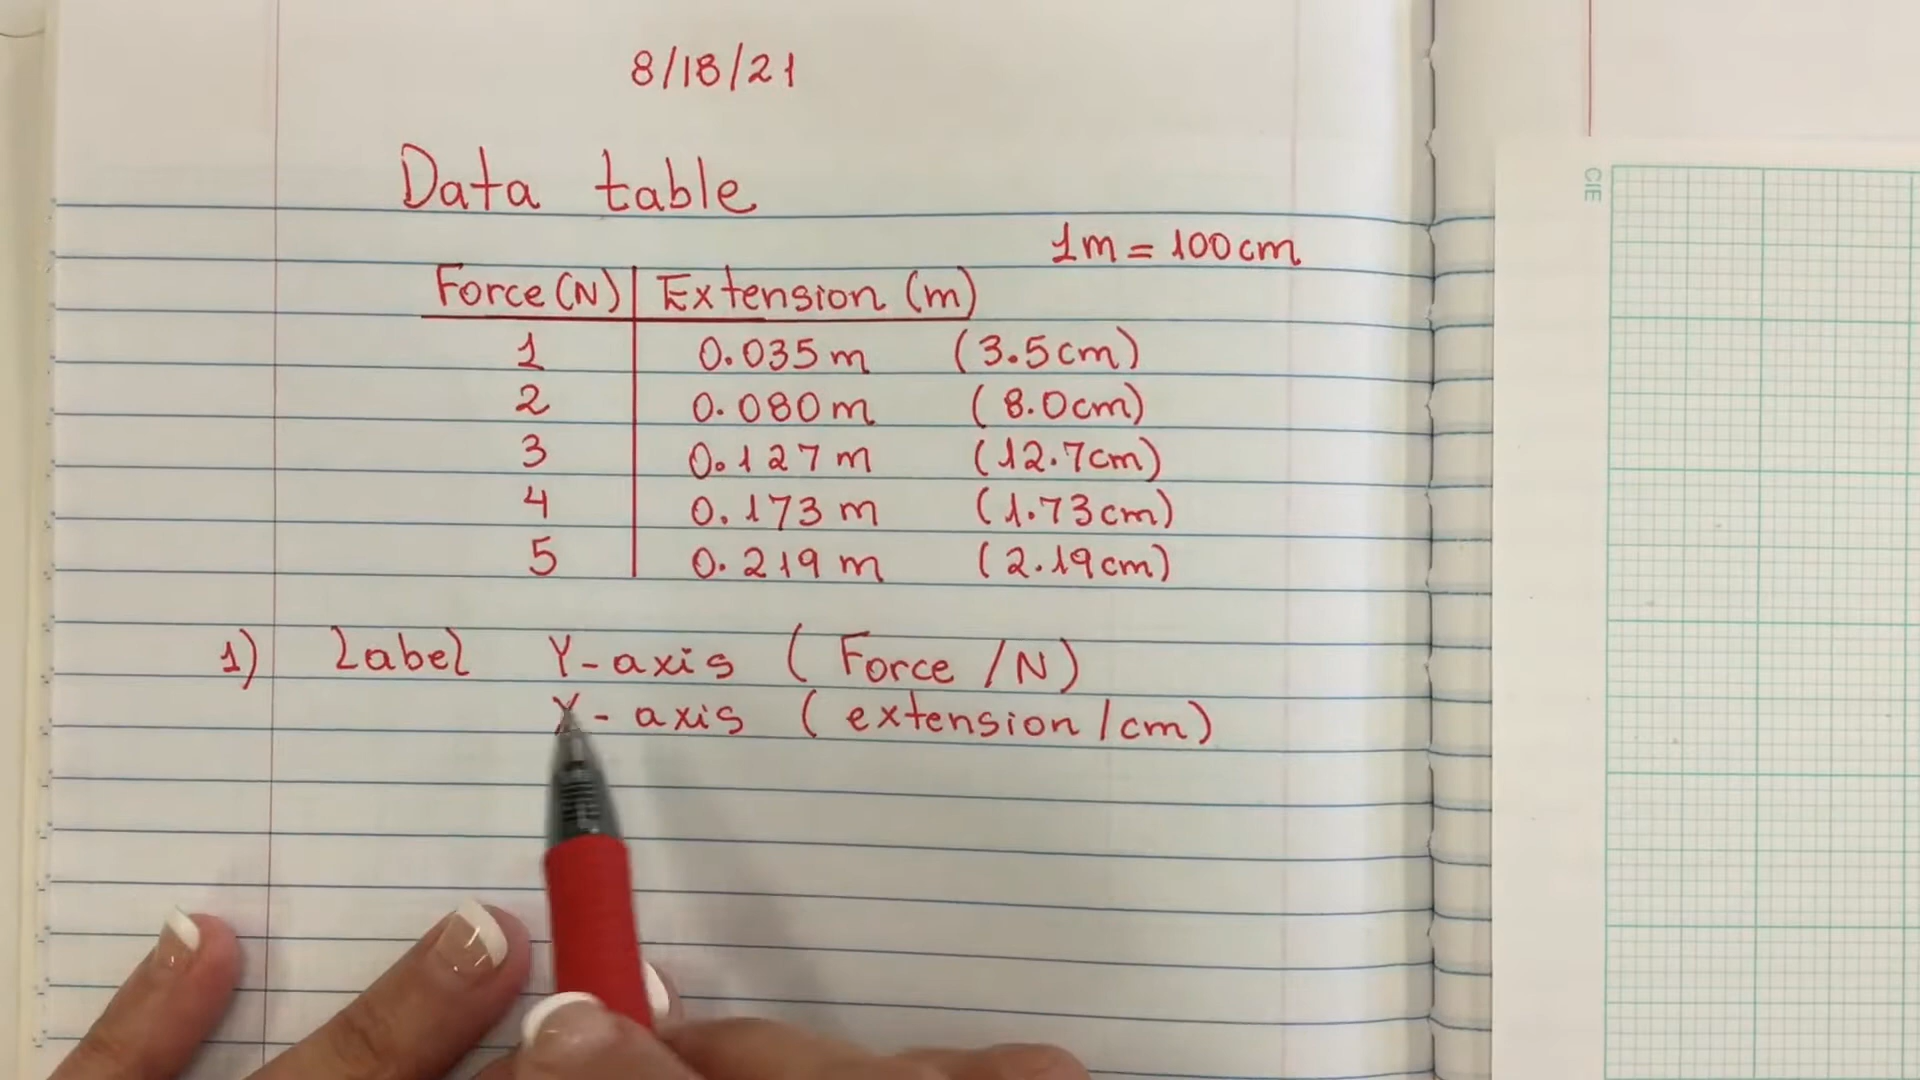 8/18/21
Data table
1m = 100cm
Force (N) Extension (m)
1 0.035 m (3.5cm)
2 0.080 m (8.0cm)
3 0.127 m (12.7cm)
4 0.173 m (1.73cm)
5 0.219 m (2.19cm)
1) Label Y-axis (Force /N)
X-axis (extension /cm)
CIE